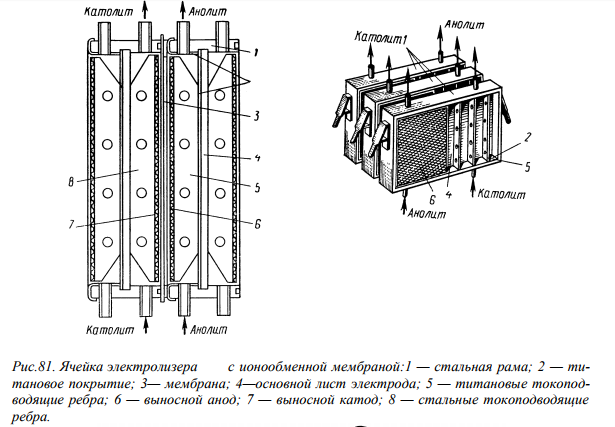 Католит
Анолит
1
3
4
5
6
7
8
Католит
Анолит
Анолит
Католит 1
2
5
4
6
Католит
Анолит
Рис.81. Ячейка электролизера с ионообменной мембраной:1 — стальная рама; 2 — ти-
тановое покрытие; 3— мембрана; 4—основной лист электрода; 5 — титановые токопод-
водящие ребра; 6 — выносной анод; 7 — выносной катод; 8 — стальные токоподводящие
ребра.